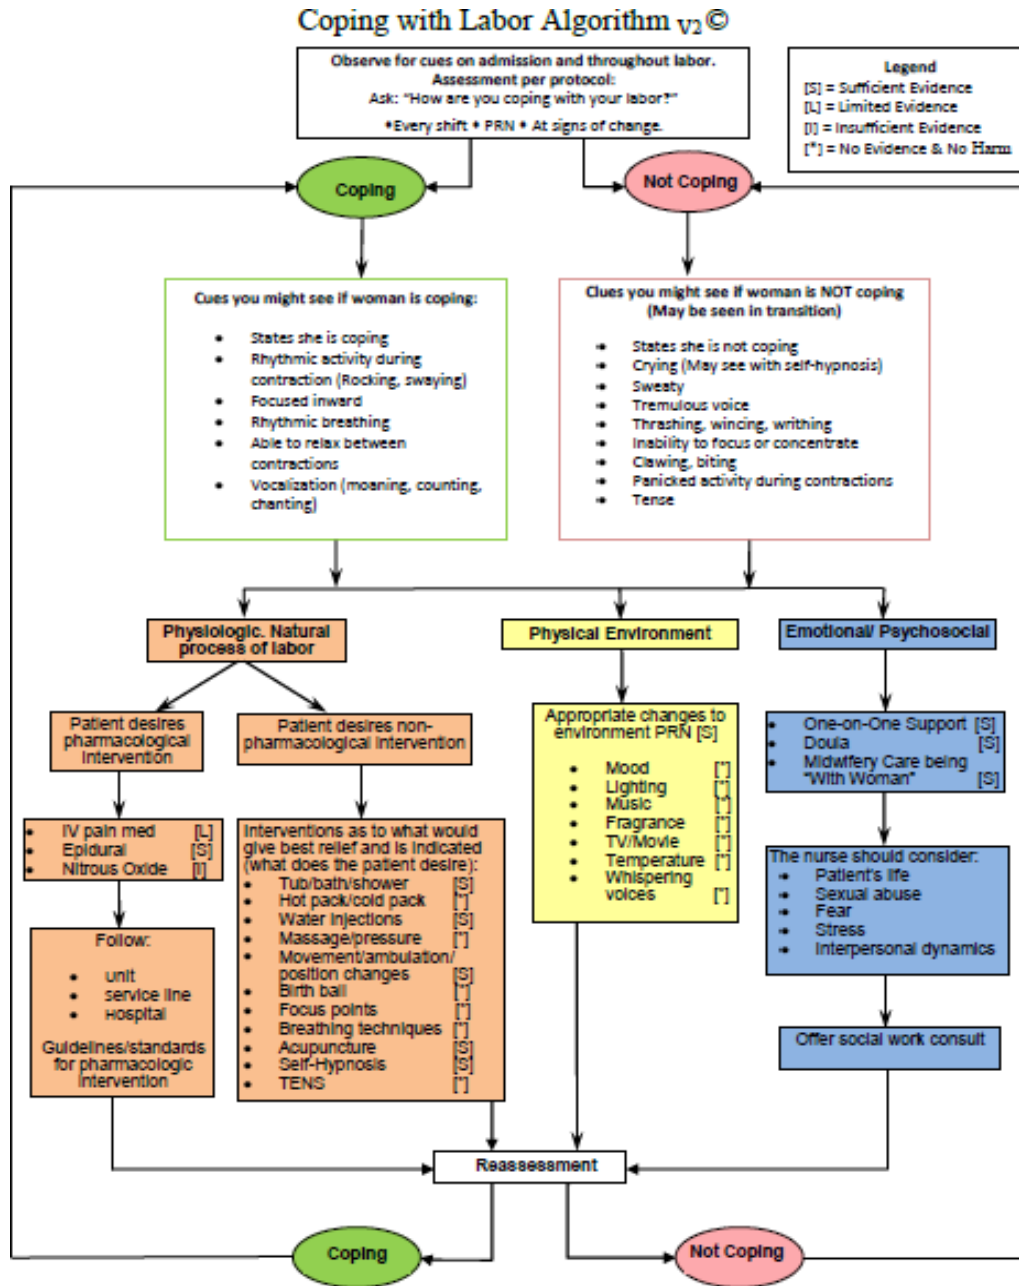 Coping with Labor Algorithm V2©
Observe for cues on admission and throughout labor.
Assessment per protocol:
Ask: "How are you coping with your labor?"
•Every shift • PRN • At signs of change.
Legend
[S] = Sufficient Evidence
[L] = Limited Evidence
[I] = Insufficient Evidence
[*] = No Evidence & No Harm
Coping
Not Coping
Cues you might see if woman is coping:
• States she is coping
• Rhythmic activity during
contraction (Rocking, swaying)
• Focused inward
• Rhythmic breathing
• Able to relax between
contractions
• Vocalization (moaning, counting,
chanting)
Clues you might see if woman is NOT coping
(May be seen in transition)
• States she is not coping
• Crying (May see with self-hypnosis)
• Sweaty
• Tremulous voice
• Thrashing, wincing, writhing
• Inability to focus or concentrate
• Clawing, biting
• Panicked activity during contractions
• Tense
Physiologic. Natural
process of labor
Patient desires
pharmacological
intervention
• IV pain med [L]
• Epidural [S]
• Nitrous Oxide [I]
Follow:
• unit
• service line
• Hospital
Guidelines/standards
for pharmacologic
intervention
Patient desires non-
pharmacological intervention
Interventions as to what would
give best relief and is indicated
(what does the patient desire):
• Tub/bath/shower [S]
• Hot pack/cold pack [*]
• Water injections [S]
• Massage/pressure [*]
• Movement/ambulation/
position changes [S]
• Birth ball [*]
• Focus points [*]
• Breathing techniques [*]
• Acupuncture [S]
• Self-Hypnosis [S]
• TENS [*]
Physical Environment
Appropriate changes to
environment PRN [S]
• Mood [*]
• Lighting [*]
• Music [*]
• Fragrance [*]
• TV/Movie [*]
• Temperature [*]
• Whispering
voices [*]
Emotional/ Psychosocial
• One-on-One Support [S]
• Doula [S]
• Midwifery Care being
"With Woman" [S]
The nurse should consider:
• Patient's life
• Sexual abuse
• Fear
• Stress
• Interpersonal dynamics
Offer social work consult
Reassessment
Coping
Not Coping